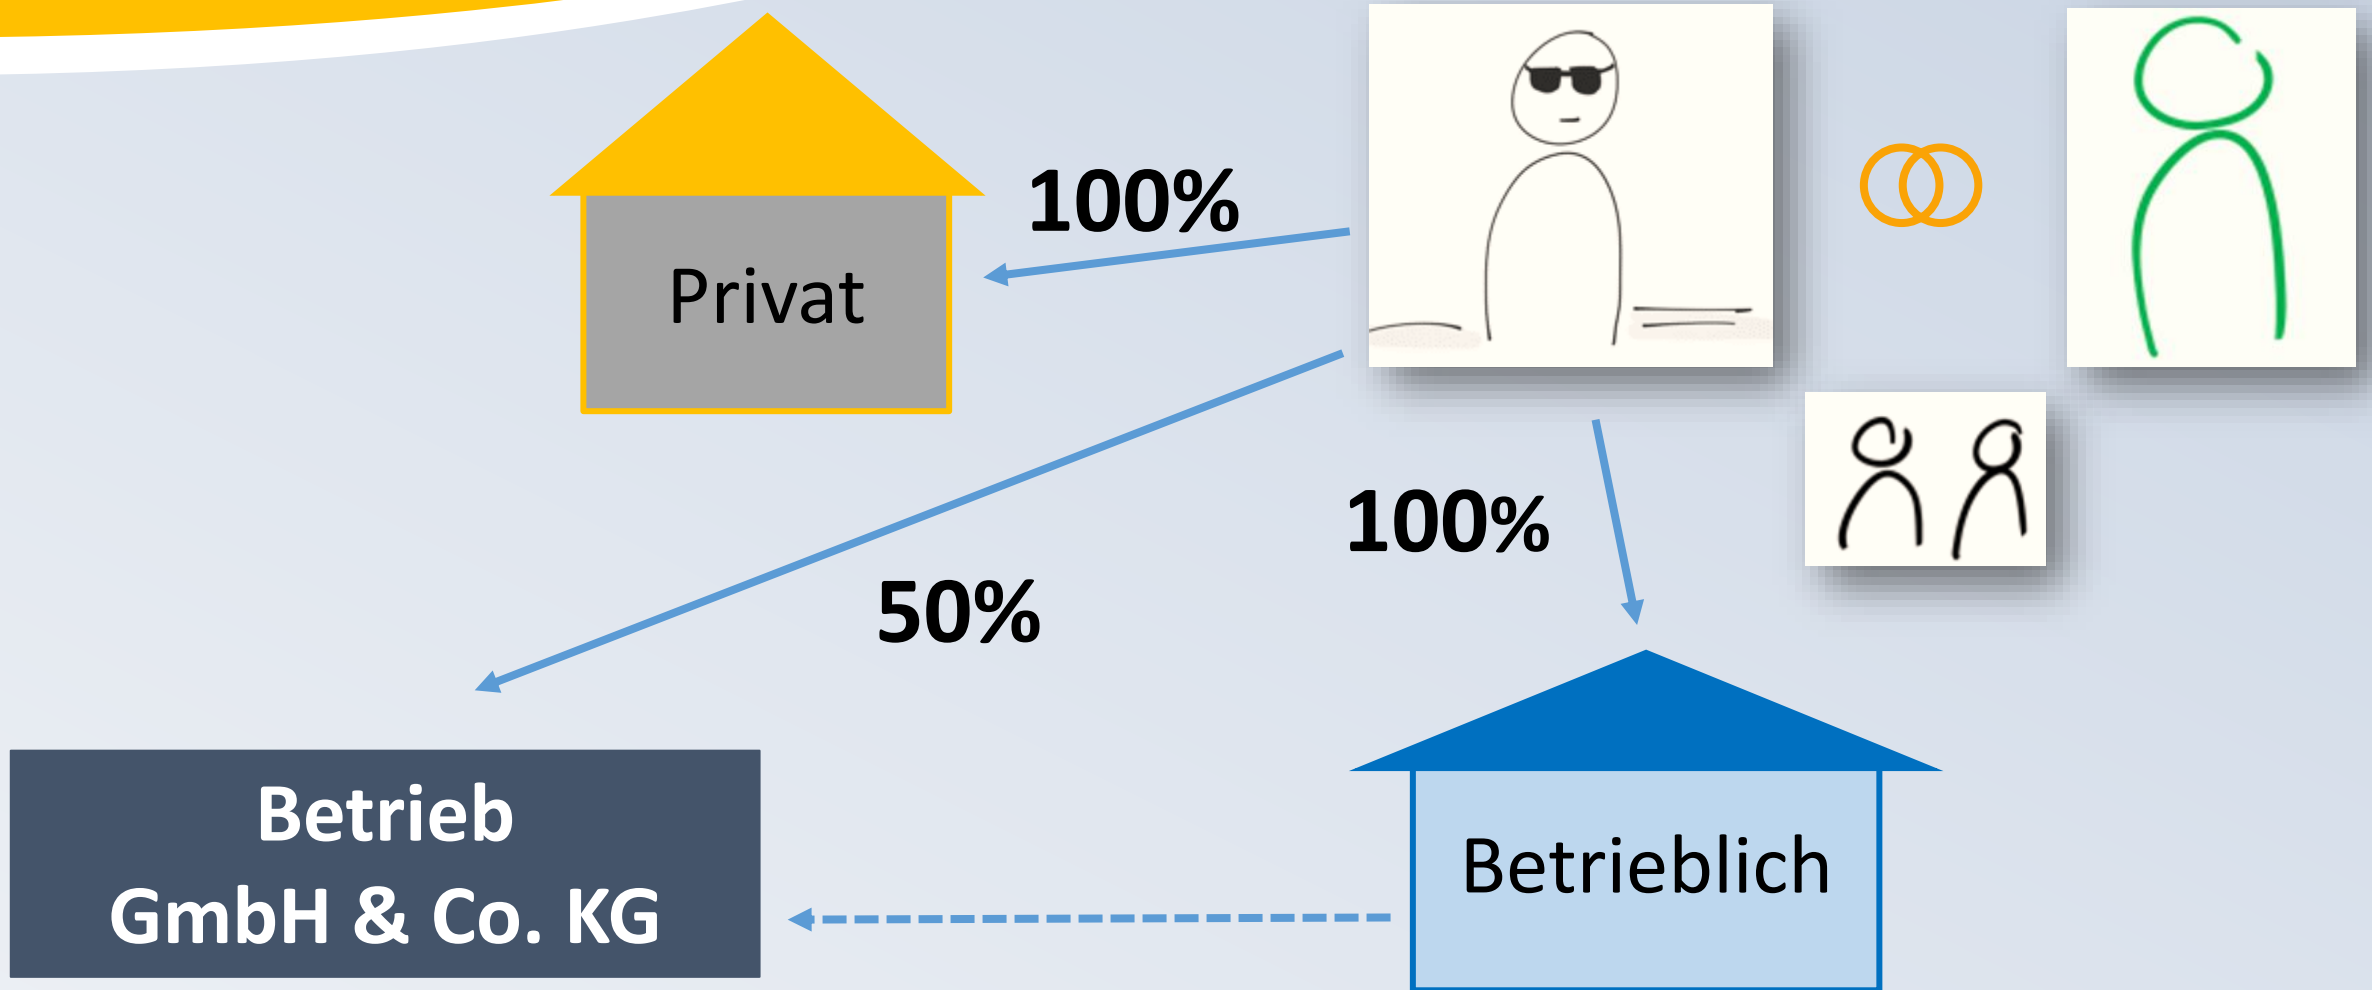 100%
Privat
100%
50%
Betrieb
GmbH & Co. KG
Betrieblich